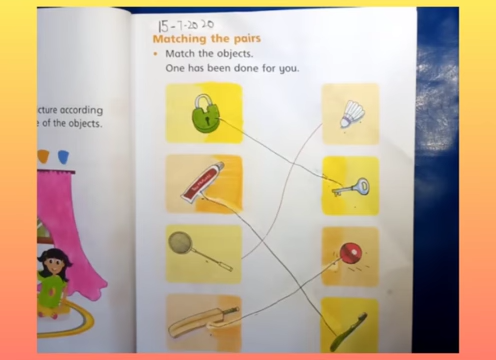 15-7-2020
Matching the pairs
• Match the objects.
One has been done for you.
cture according
of the objects.